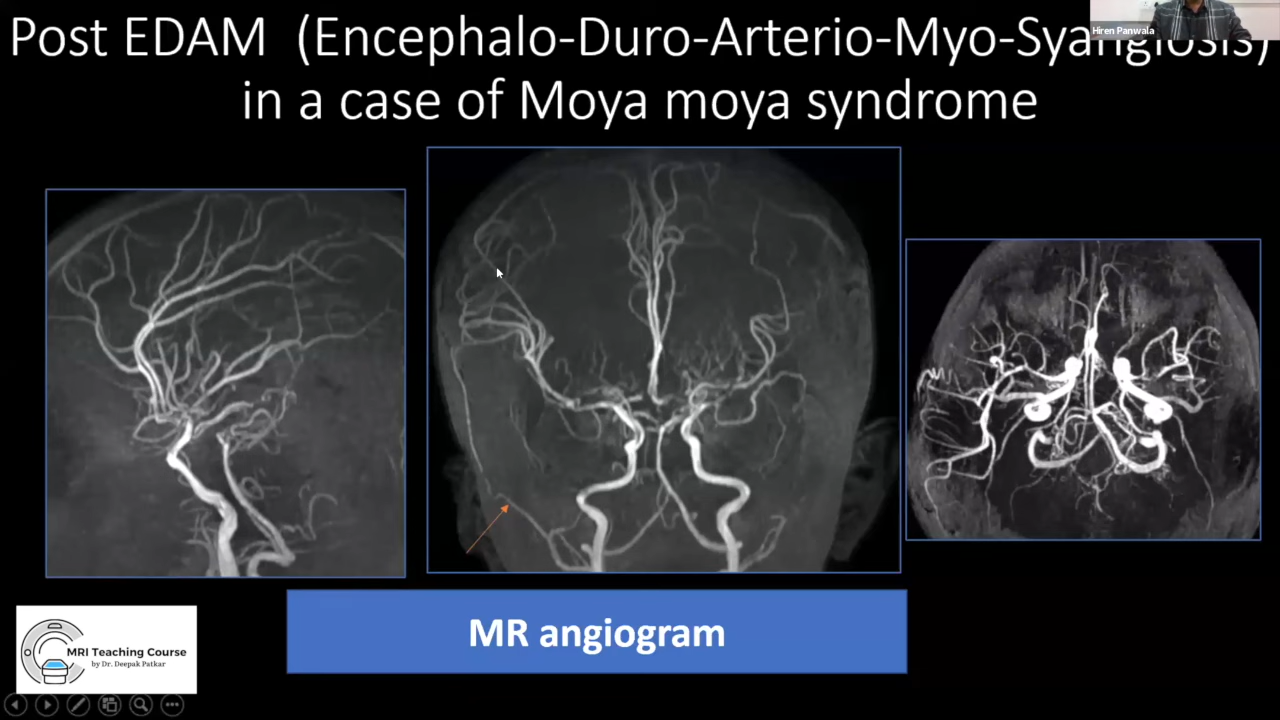 Post EDAM (Encephalo-Duro-Arterio-Myo-Syangiosis)
in a case of Moya moya syndrome
Hiren Panwala
MR angiogram
MRI Teaching Course
by Dr. Deepak Patkar